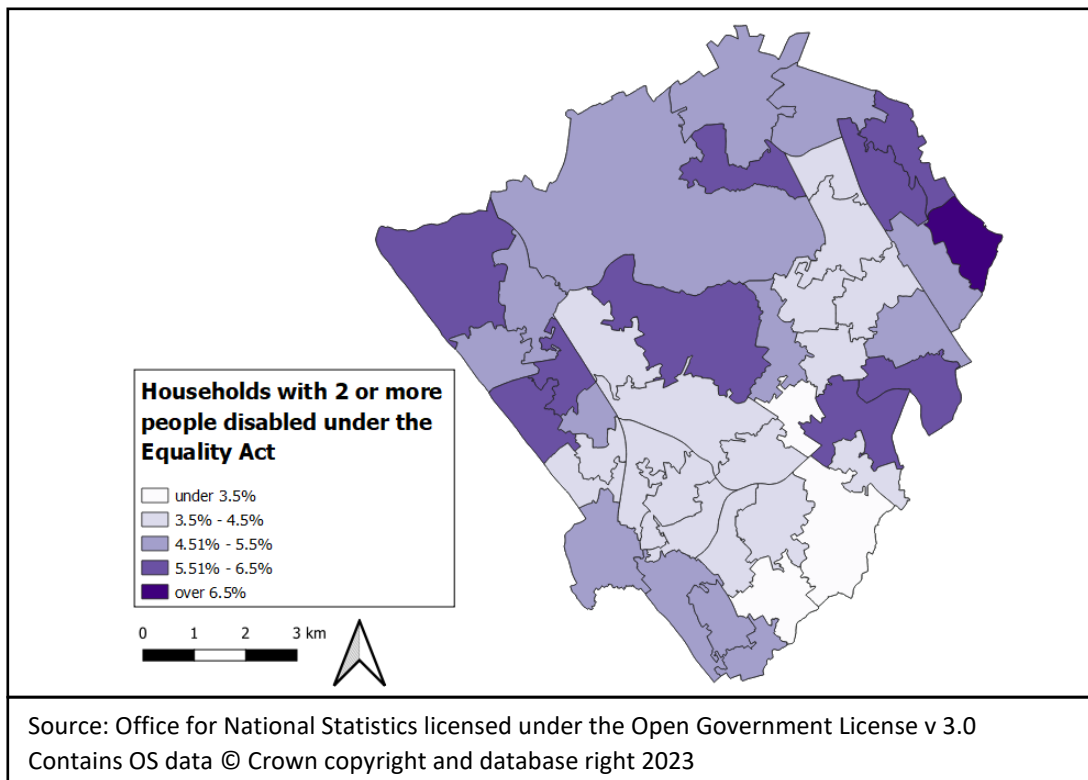 Households with 2 or more
people disabled under the
Equality Act
under 3.5%
3.5% - 4.5%
4.51% - 5.5%
5.51% - 6.5%
over 6.5%
0 1 2 3 km
Source: Office for National Statistics licensed under the Open Government License v 3.0
Contains OS data © Crown copyright and database right 2023